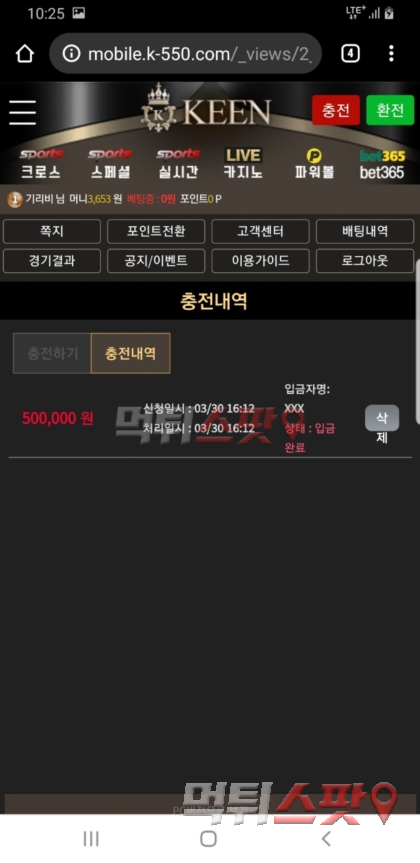 10:25 LTE+
mobile.k-550.com/_views/2_ 4
KEEN 충전 환전
sports sports sports LIVE P bet365
크로스 스페셜 실시간 카지노 파워볼 bet365
1 기리비 님 머니3,653 원 베팅중 : 0원 포인트0 P
쪽지 포인트전환 고객센터 배팅내역
경기결과 공지/이벤트 이용가이드 로그아웃
충전내역
충전하기 충전내역
입금자명:
500,000 원 신청일시 : 03/30 16:12 XXX 삭
처리일시 : 03/30 16:12 상태 : 입금 제
완료
먹튀스팟
먹튀스팟